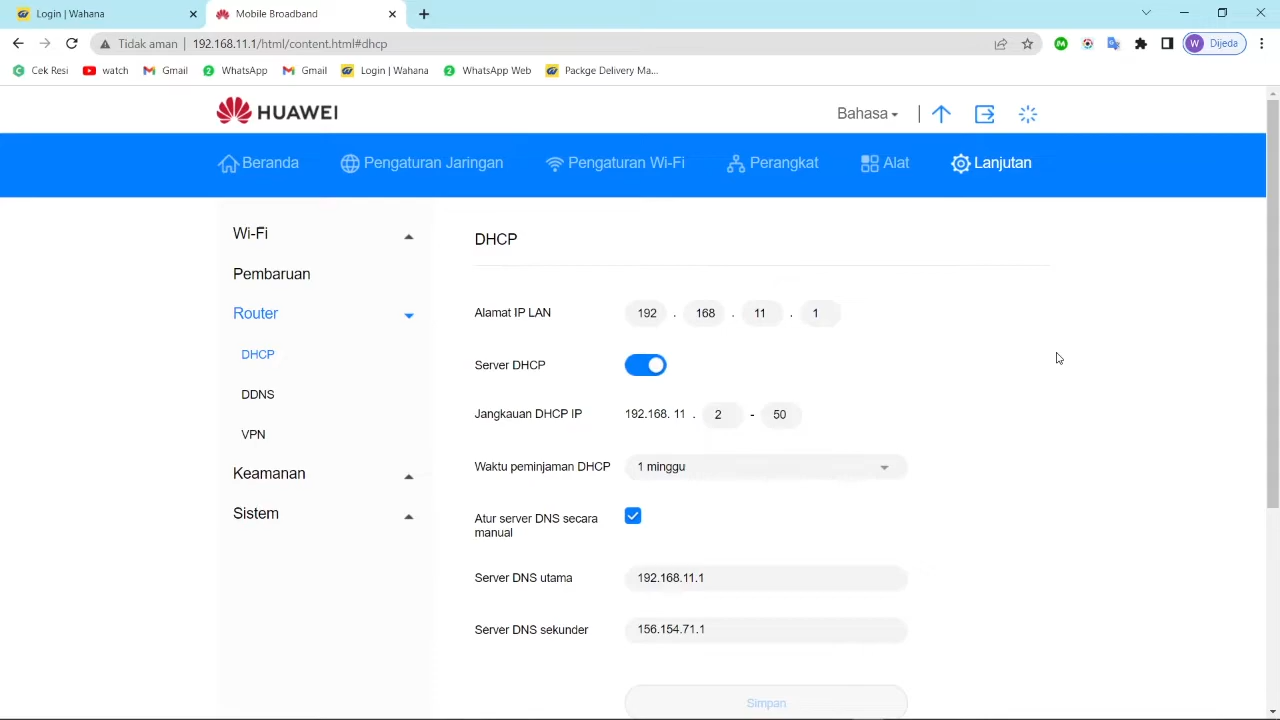 Login | Wahana
Mobile Broadband
Tidak aman | 192.168.11.1/html/content.html#dhcp
W Dijeda
Cek Resi watch Gmail WhatsApp Gmail Login | Wahana WhatsApp Web Packge Delivery Ma...
HUAWEI
Bahasa
Beranda Pengaturan Jaringan Pengaturan Wi-Fi Perangkat Alat Lanjutan
Wi-Fi
Pembaruan
Router
DHCP
DDNS
VPN
Keamanan
Sistem
DHCP
Alamat IP LAN 192 . 168 . 11 . 1
Server DHCP
Jangkauan DHCP IP 192.168. 11 . 2 - 50
Waktu peminjaman DHCP 1 minggu
Atur server DNS secara
manual
Server DNS utama 192.168.11.1
Server DNS sekunder 156.154.71.1
Simpan